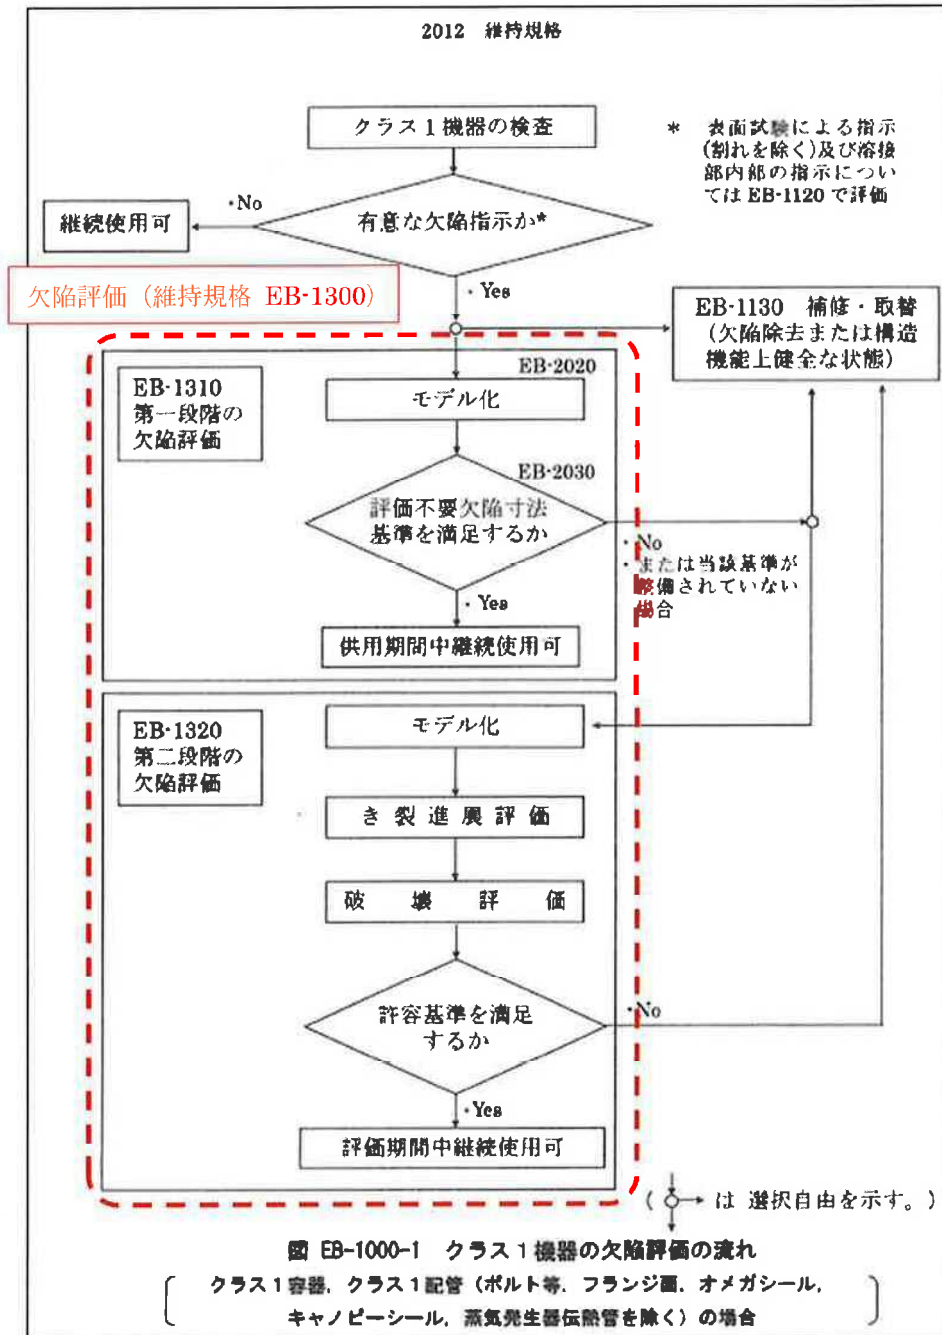 2012 維持規格
クラス1機器の検査
* 表面試験による指示
(割れを除く)及び溶接
部内部の指示につい
ては EB-1120 で評価
・No
継続使用可
有意な欠陥指示か*
・Yes
欠陥評価(維持規格 EB-1300)
EB-1130 補修・取替
(欠陥除去または構造
機能上健全な状態)
EB-2020
EB-1310
第一段階の
欠陥評価
モデル化
EB-2030
評価不要欠陥寸法
基準を満足するか
・No
・または当該基準が
整備されていない
場合
・Yes
供用期間中継続使用可
EB-1320
第二段階の
欠陥評価
モデル化
き裂進展評価
破壊評価
許容基準を満足
するか
・No
・Yes
評価期間中継続使用可
( は 選択自由を示す。)
図 EB-1000-1 クラス1機器の欠陥評価の流れ
クラス1容器,クラス1配管(ボルト等,フランジ面,オメガシール,
キャノピーシール,蒸気発生器伝熱管を除く)の場合